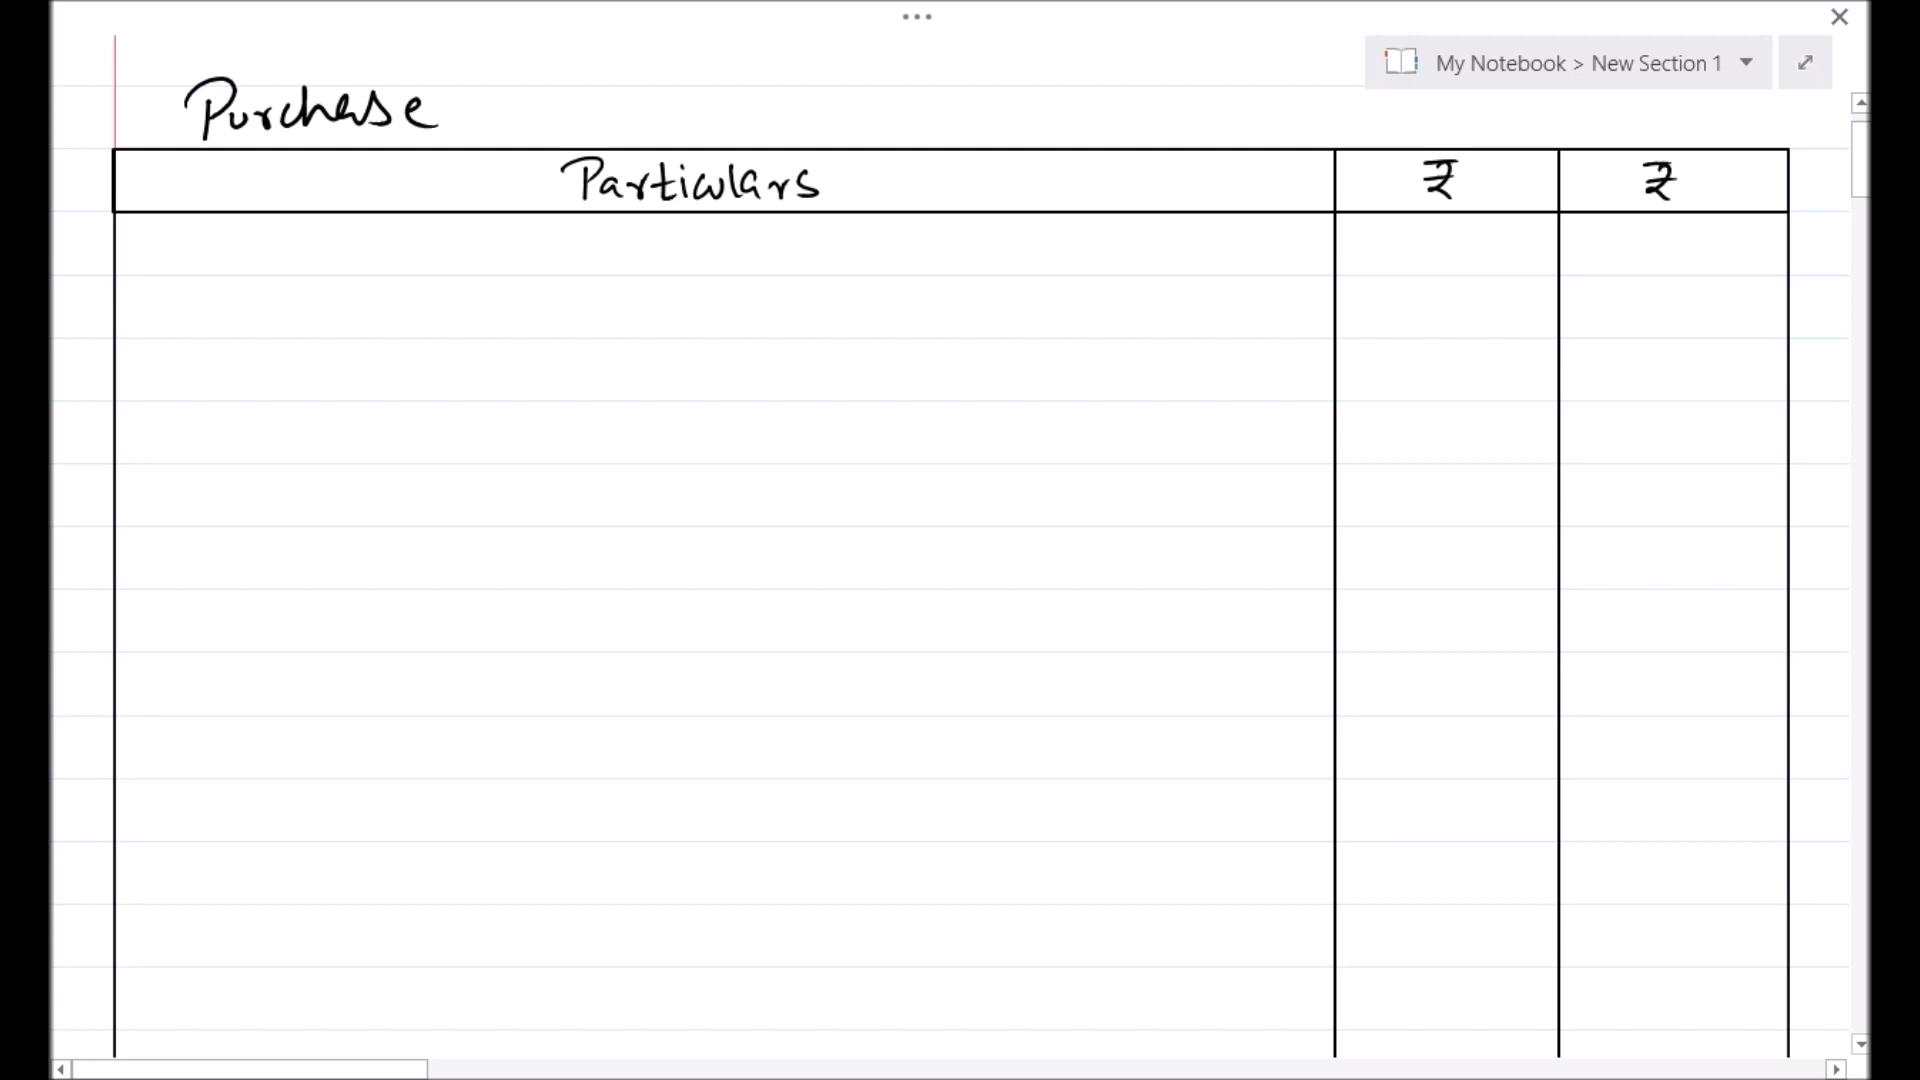 My Notebook > New Section 1
Purchase
Particulars ₹ ₹